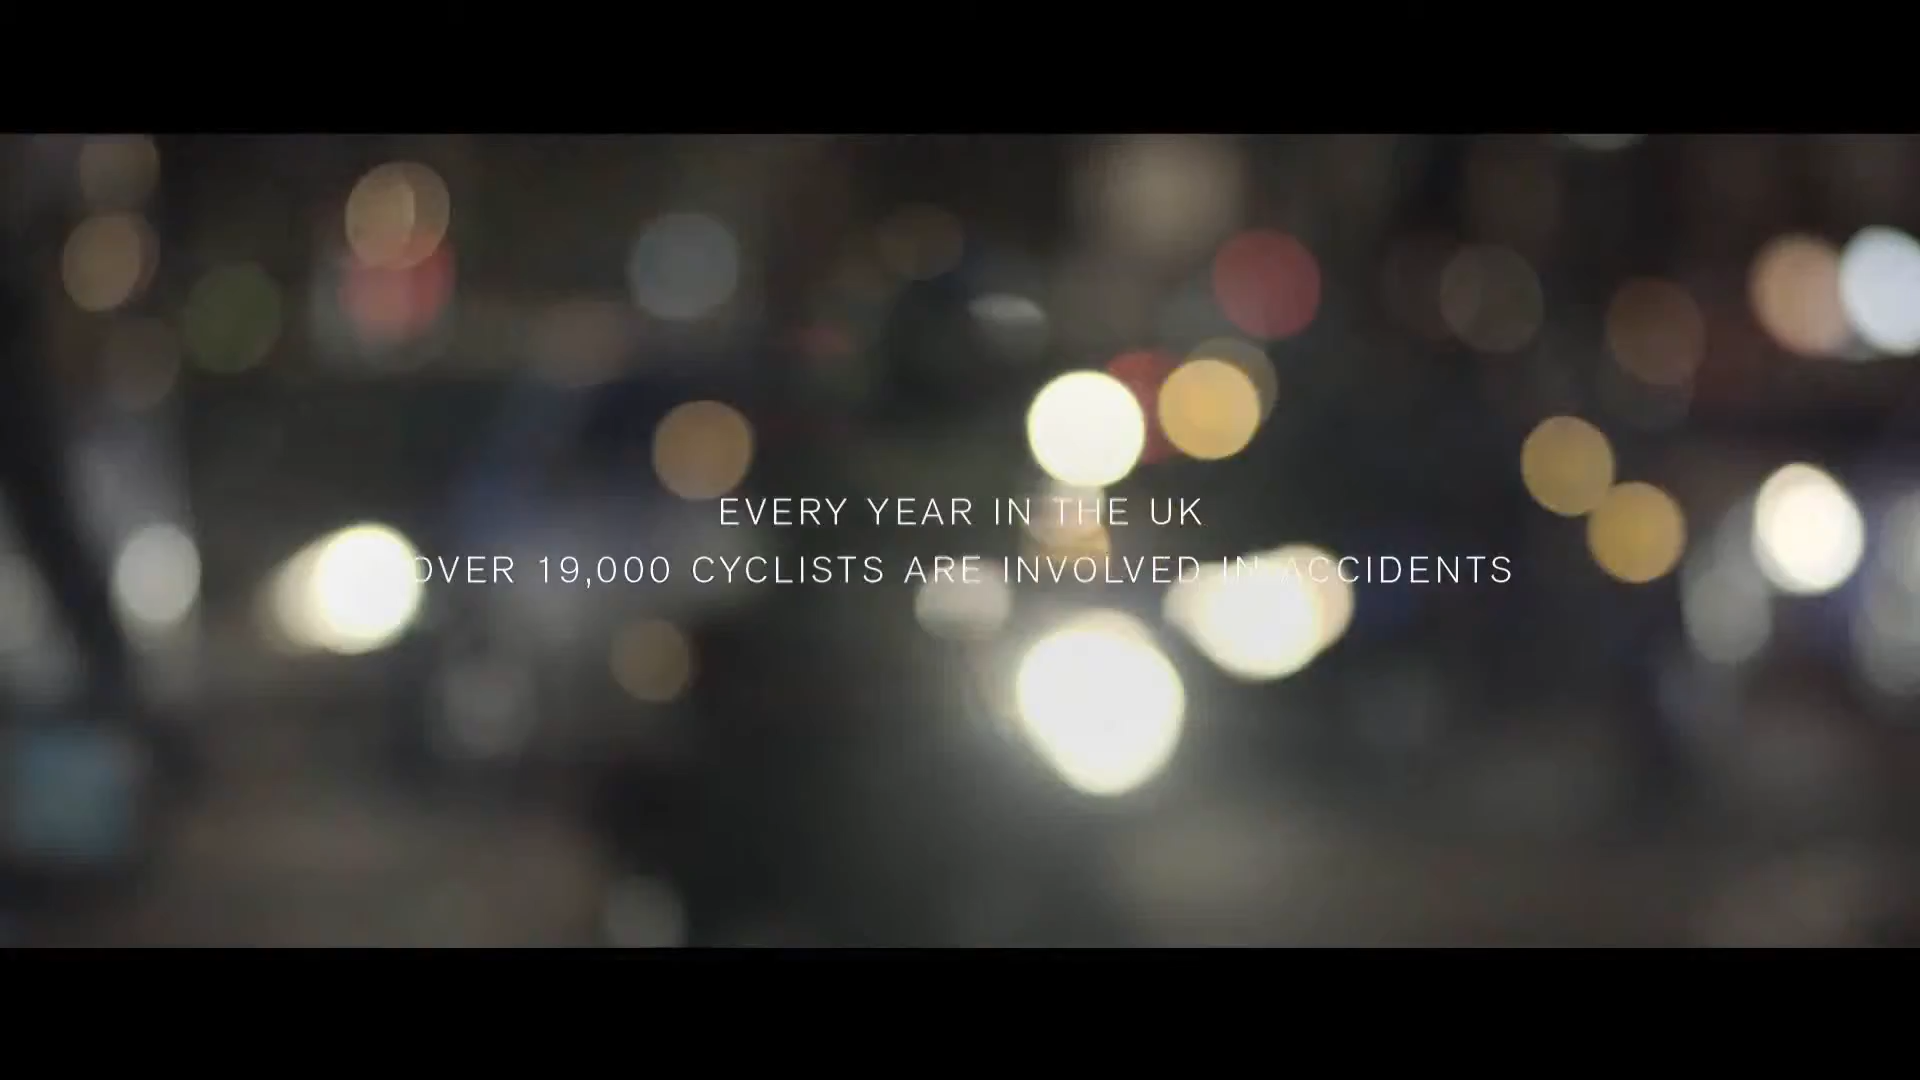 EVERY YEAR IN THE UK
OVER 19,000 CYCLISTS ARE INVOLVED IN ACCIDENTS